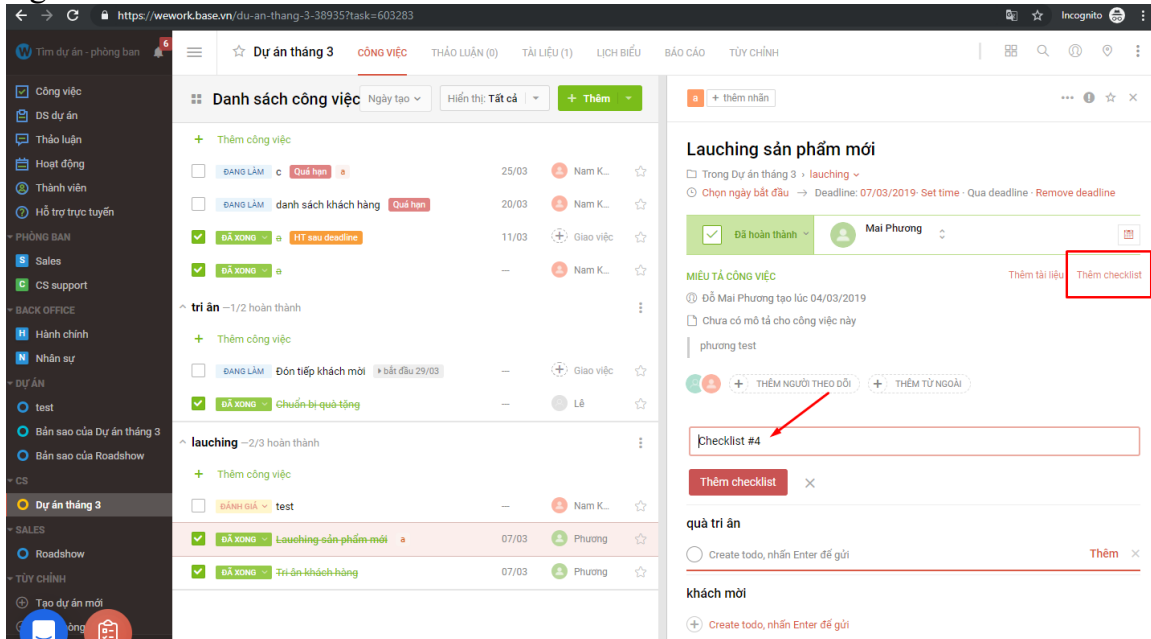 https://wework.base.vn/du-an-thang-3-38935?task=603283
Incognito
Tìm dự án - phòng ban
6
Dự án tháng 3
CÔNG VIỆC
THẢO LUẬN (0)
TÀI LIỆU (1)
LỊCH BIỂU
BÁO CÁO
TÙY CHỈNH
Công việc
DS dự án
Thảo luận
Hoạt động
Thành viên
Hỗ trợ trực tuyến
PHÒNG BAN
S Sales
C CS support
BACK OFFICE
H Hành chính
N Nhân sự
DỰ ÁN
test
Bản sao của Dự án tháng 3
Bản sao của Roadshow
CS
Dự án tháng 3
SALES
Roadshow
TÙY CHỈNH
Tạo dự án mới
Danh sách công việc
Ngày tạo
Hiển thị: Tất cả
+ Thêm
+ Thêm công việc
ĐANG LÀM c Quá hạn a 25/03 Nam K...
ĐANG LÀM danh sách khách hàng Quá hạn 20/03 Nam K...
ĐÃ XONG a HT sau deadline 11/03 Giao việc
ĐÃ XONG a — Nam K...
tri ân —1/2 hoàn thành
+ Thêm công việc
ĐANG LÀM Đón tiếp khách mời bắt đầu 29/03 — Giao việc
ĐÃ XONG Chuẩn bị quà tặng — Lê
lauching —2/3 hoàn thành
+ Thêm công việc
ĐÁNH GIÁ test — Nam K...
ĐÃ XONG Lauching sản phẩm mới a 07/03 Phương
ĐÃ XONG Tri ân khách hàng 07/03 Phương
a + thêm nhãn
Lauching sản phẩm mới
Trong Dự án tháng 3 › lauching
Chọn ngày bắt đầu → Deadline: 07/03/2019· Set time · Qua deadline · Remove deadline
Đã hoàn thành
Mai Phương
MIÊU TẢ CÔNG VIỆC
Thêm tài liệu
Thêm checklist
Đỗ Mai Phương tạo lúc 04/03/2019
Chưa có mô tả cho công việc này
phương test
+ THÊM NGƯỜI THEO DÕI
+ THÊM TỪ NGOÀI
Checklist #4
Thêm checklist
quà tri ân
Create todo, nhấn Enter để gửi
Thêm
khách mời
Create todo, nhấn Enter để gửi